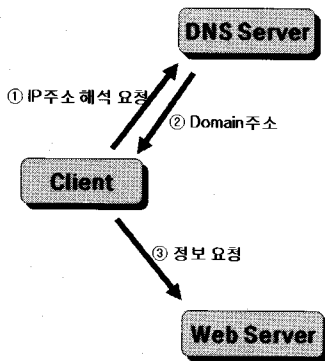 DNS Server
① IP주소 해석 요청
② Domain주소
Client
③ 정보 요청
Web Server